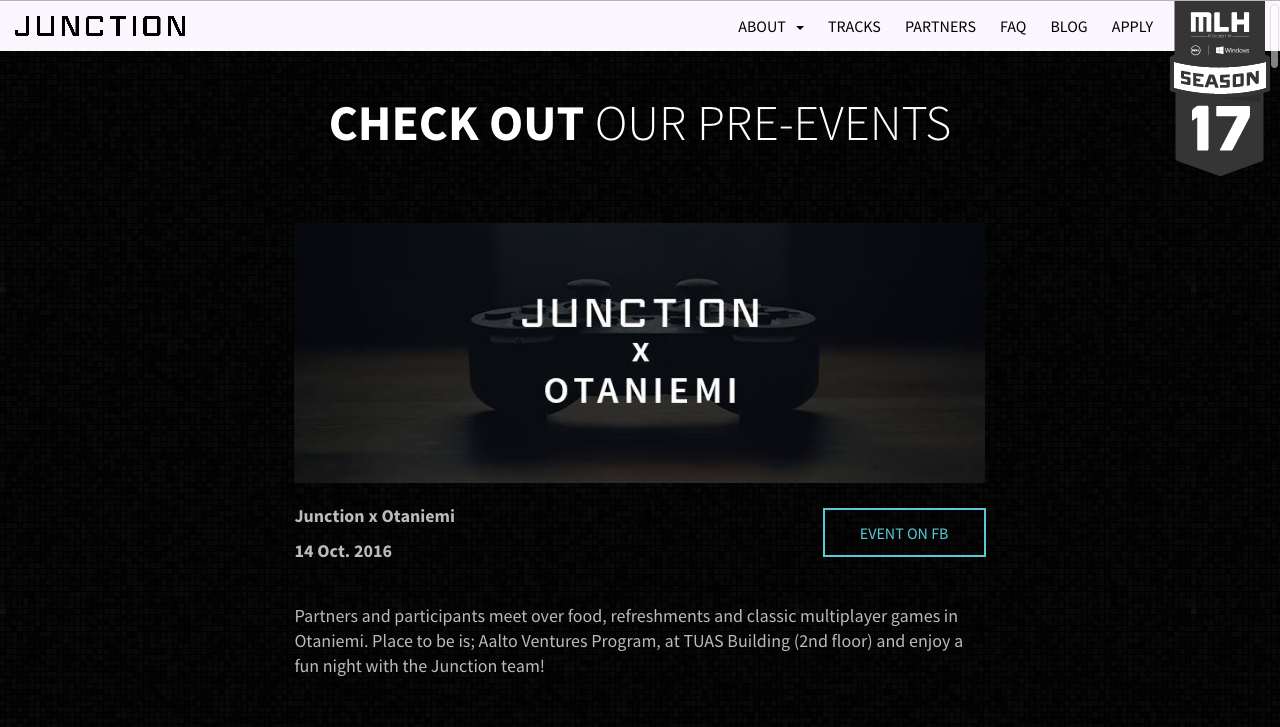 JUNCTION
ABOUT TRACKS PARTNERS FAQ BLOG APPLY
MLH
DELL | Windows
SEASON
17
CHECK OUT OUR PRE-EVENTS
JUNCTION
X
OTANIEMI
Junction x Otaniemi
EVENT ON FB
14 Oct. 2016
Partners and participants meet over food, refreshments and classic multiplayer games in
Otaniemi. Place to be is; Aalto Ventures Program, at TUAS Building (2nd floor) and enjoy a
fun night with the Junction team!